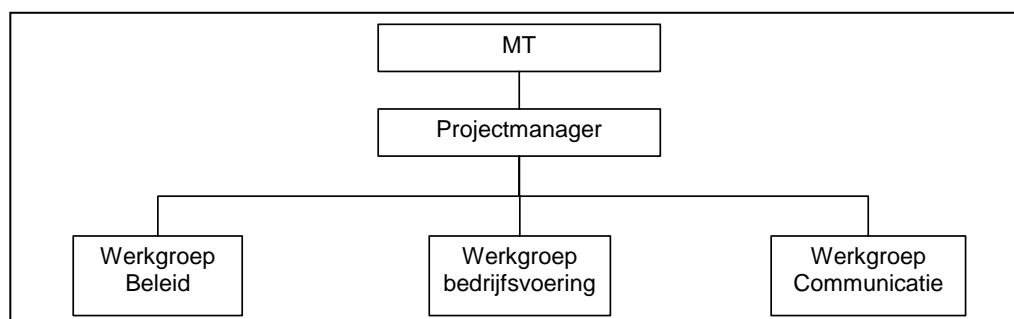 MT
Projectmanager
Werkgroep
Beleid
Werkgroep
bedrijfsvoering
Werkgroep
Communicatie